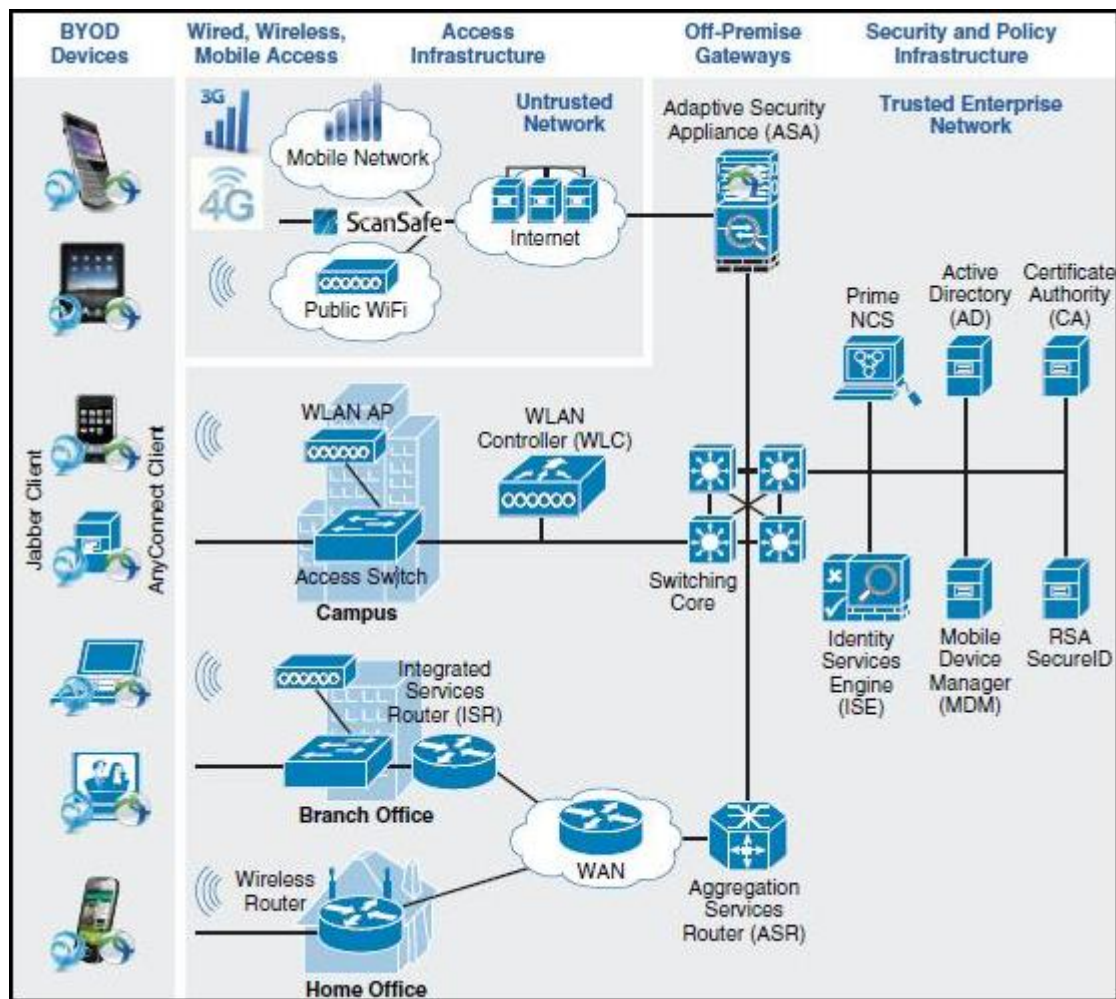 BYOD
Devices
Wired, Wireless,
Mobile Access
Access
Infrastructure
Off-Premise
Gateways
Security and Policy
Infrastructure
3G
4G
Mobile Network
ScanSafe
Public WiFi
Untrusted
Network
Internet
Adaptive Security
Appliance (ASA)
Trusted Enterprise
Network
Prime
NCS
Active
Directory
(AD)
Certificate
Authority
(CA)
Jabber Client
AnyConnect Client
WLAN AP
WLAN
Controller (WLC)
Access Switch
Campus
Switching
Core
Identity
Services
Engine
(ISE)
Mobile
Device
Manager
(MDM)
RSA
SecureID
Integrated
Services
Router (ISR)
Branch Office
WAN
Wireless
Router
Home Office
Aggregation
Services
Router (ASR)